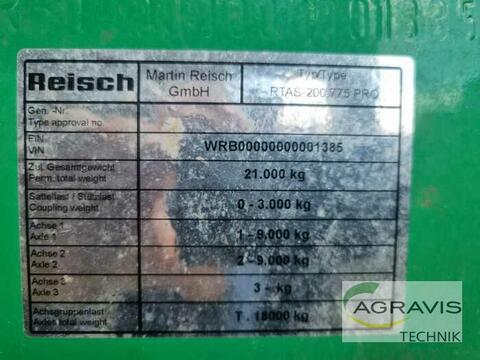 Reisch
Martin Reisch
GmbH
Typ/Type
RTAS 200.775 PRO
Gen.-Nr.
Type approval no.
FIN
VIN
WRB00000000001385
Zul. Gesamtgewicht
Perm. total weight
21.000 kg
Sattellast / Stützlast
Coupling weight
0 - 3.000 kg
Achse 1
Axle 1
1 - 9.000 kg
Achse 2
Axle 2
2 - 9.000 kg
Achse 3
Axle 3
3 - kg
Achsgruppenlast
Axles total weight
T . 18000 kg
AGRAVIS
TECHNIK